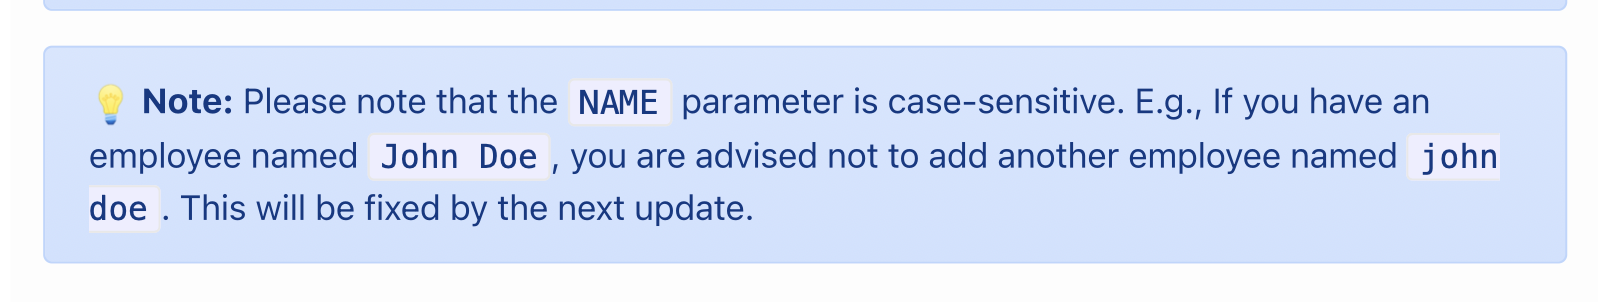 💡 Note: Please note that the NAME parameter is case-sensitive. E.g., If you have an
employee named John Doe, you are advised not to add another employee named john
doe. This will be fixed by the next update.